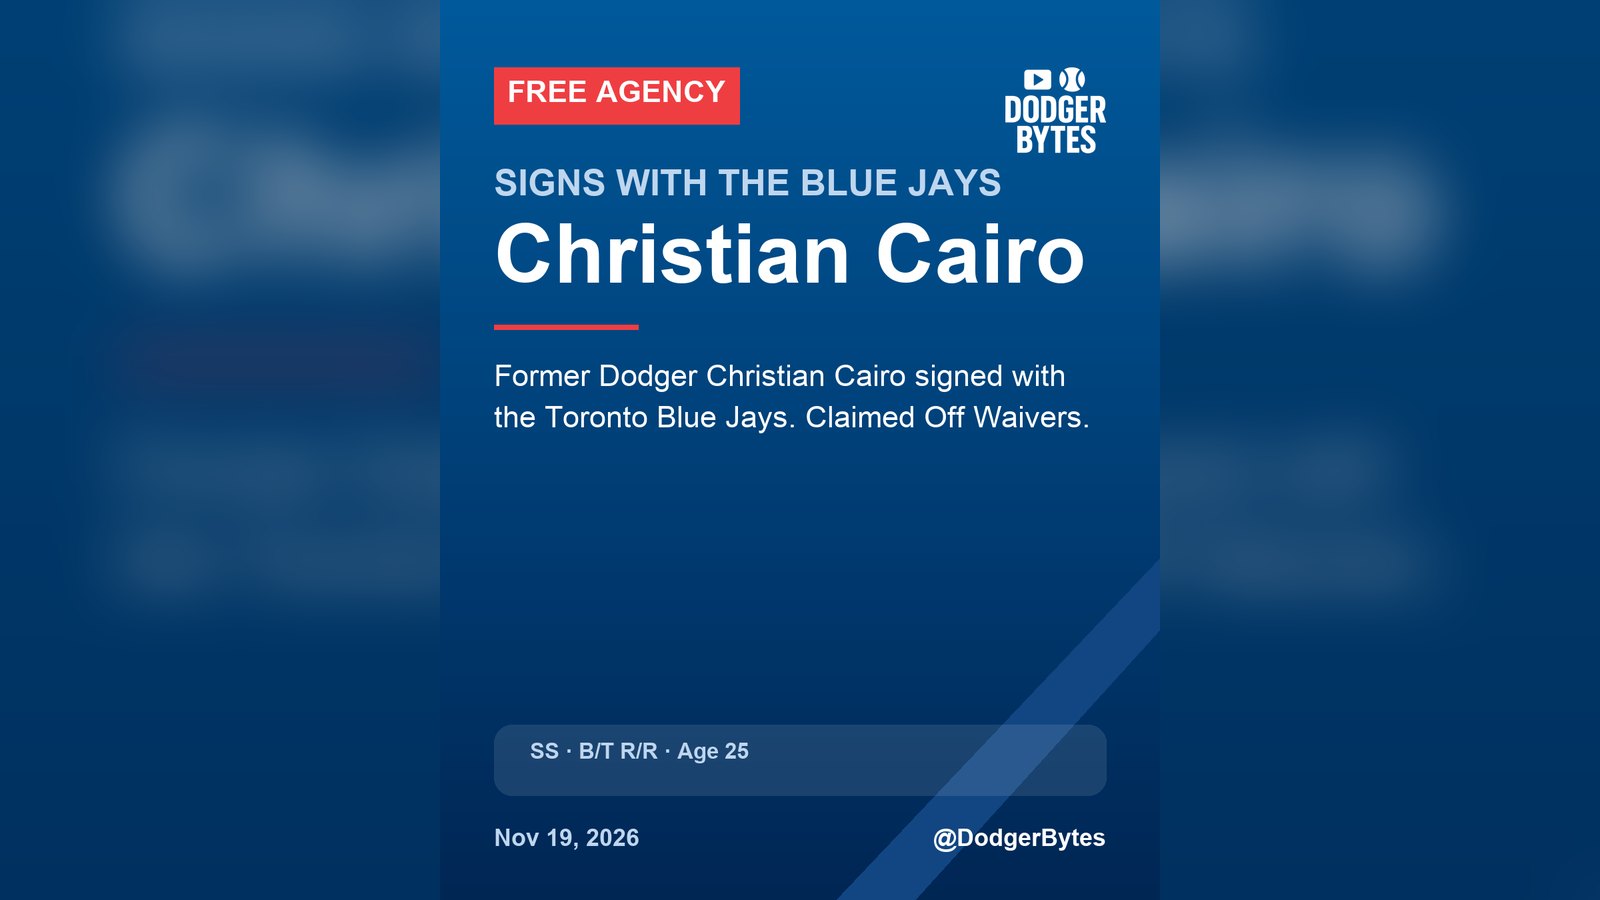 FREE AGENCY
DODGER
BYTES
SIGNS WITH THE BLUE JAYS
Christian Cairo
Former Dodger Christian Cairo signed with
the Toronto Blue Jays. Claimed Off Waivers.
SS · B/T R/R · Age 25
Nov 19, 2026
@DodgerBytes